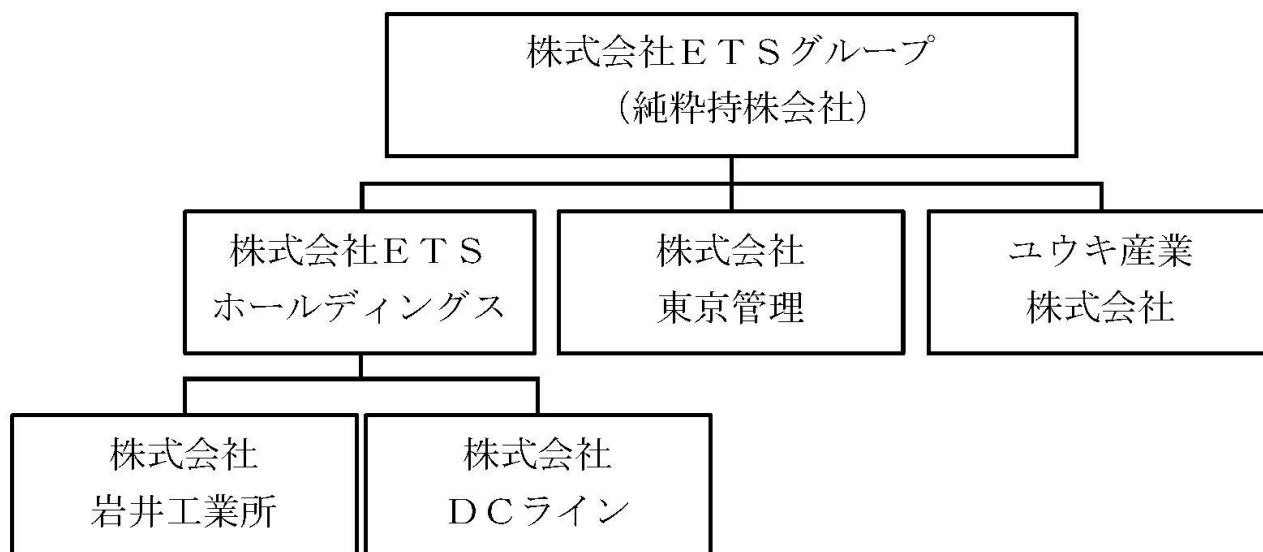 株式会社ＥＴＳグループ
（純粋持株会社）
株式会社ＥＴＳ
ホールディングス
株式会社
東京管理
ユウキ産業
株式会社
株式会社
岩井工業所
株式会社
ＤＣライン